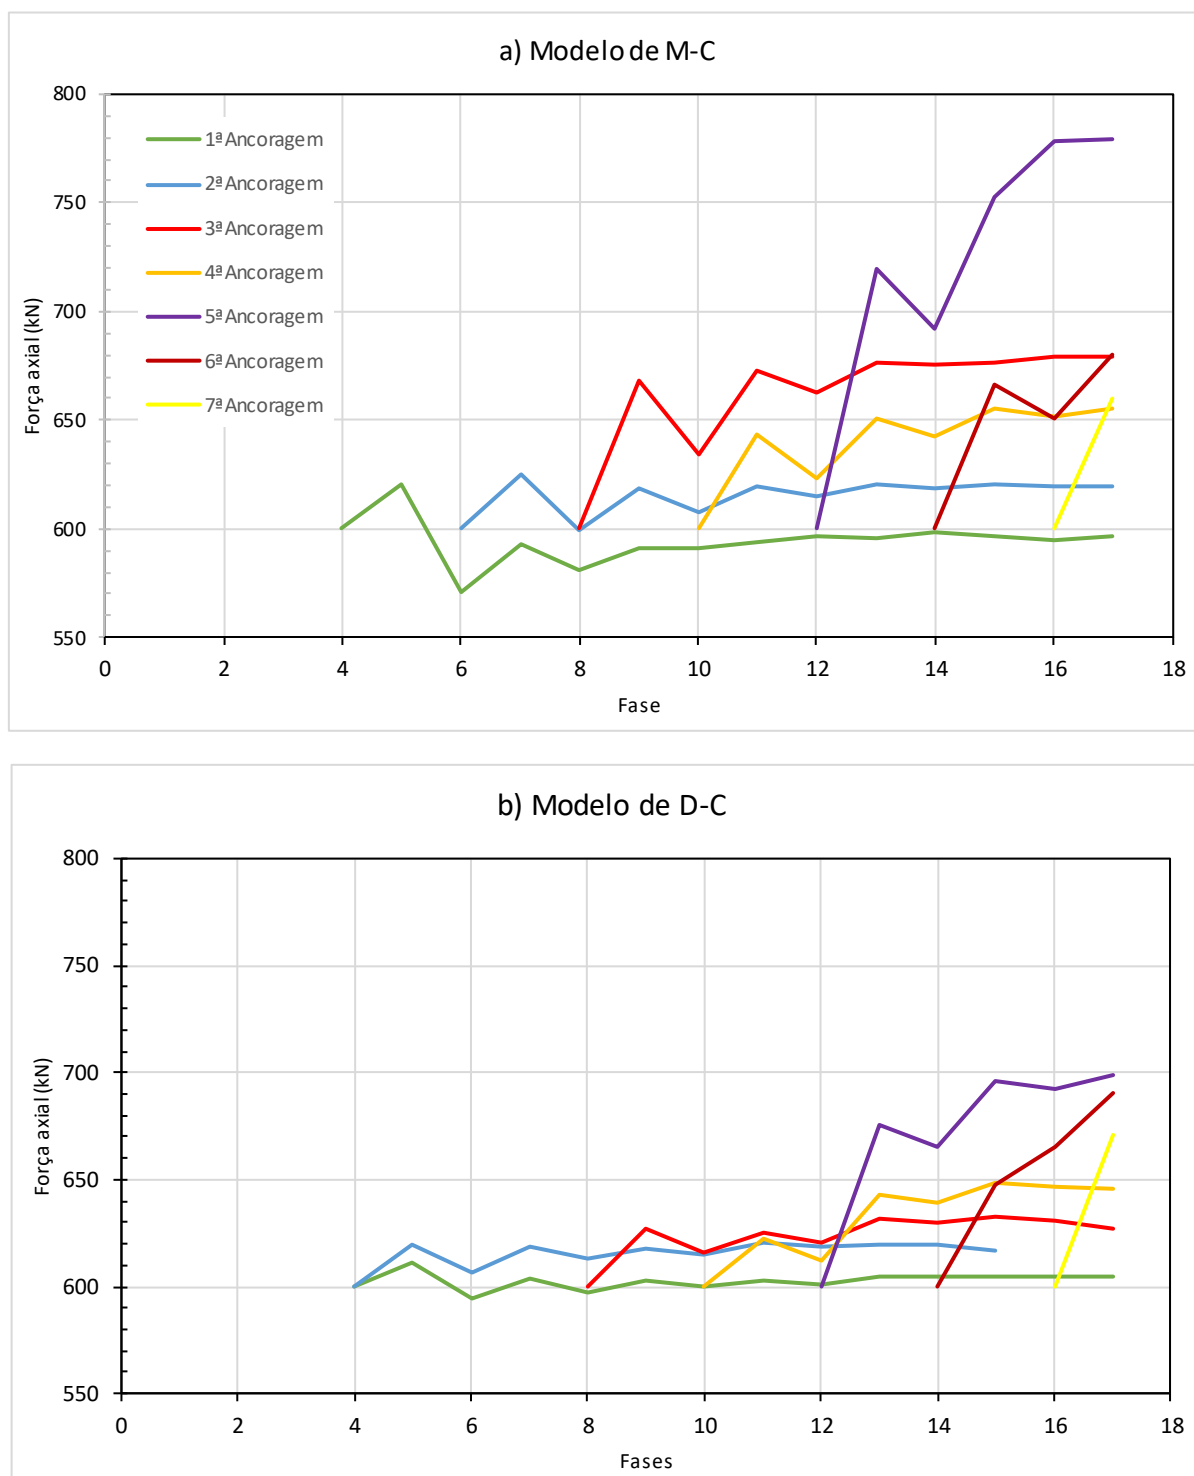 a) Modelo de M-C
800
750
700
650
600
550
Força axial (kN)
1ª Ancoragem
2ª Ancoragem
3ª Ancoragem
4ª Ancoragem
5ª Ancoragem
6ª Ancoragem
7ª Ancoragem
0 2 4 6 8 10 12 14 16 18
Fase
b) Modelo de D-C
800
750
700
650
600
550
Força axial (kN)
0 2 4 6 8 10 12 14 16 18
Fases